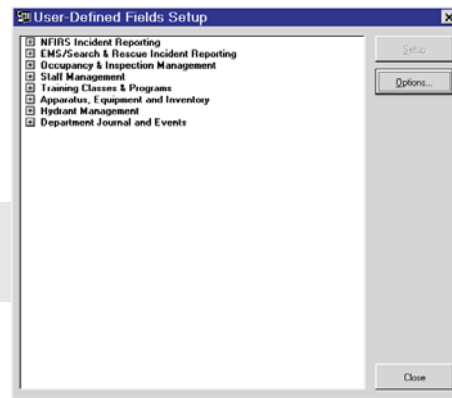 User-Defined Fields Setup
NFIRS Incident Reporting
EMS/Search & Rescue Incident Reporting
Occupancy & Inspection Management
Staff Management
Training Classes & Programs
Apparatus, Equipment and Inventory
Hydrant Management
Department Journal and Events
Setup
Options...
Close